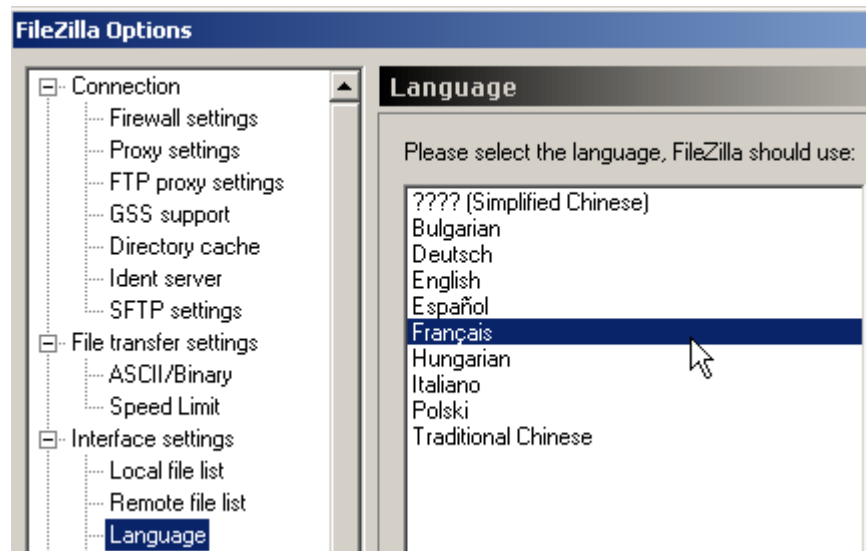 FileZilla Options
Connection
Firewall settings
Proxy settings
FTP proxy settings
GSS support
Directory cache
Ident server
SFTP settings
File transfer settings
ASCII/Binary
Speed Limit
Interface settings
Local file list
Remote file list
Language
Language
Please select the language, FileZilla should use:
???? (Simplified Chinese)
Bulgarian
Deutsch
English
Español
Français
Hungarian
Italiano
Polski
Traditional Chinese